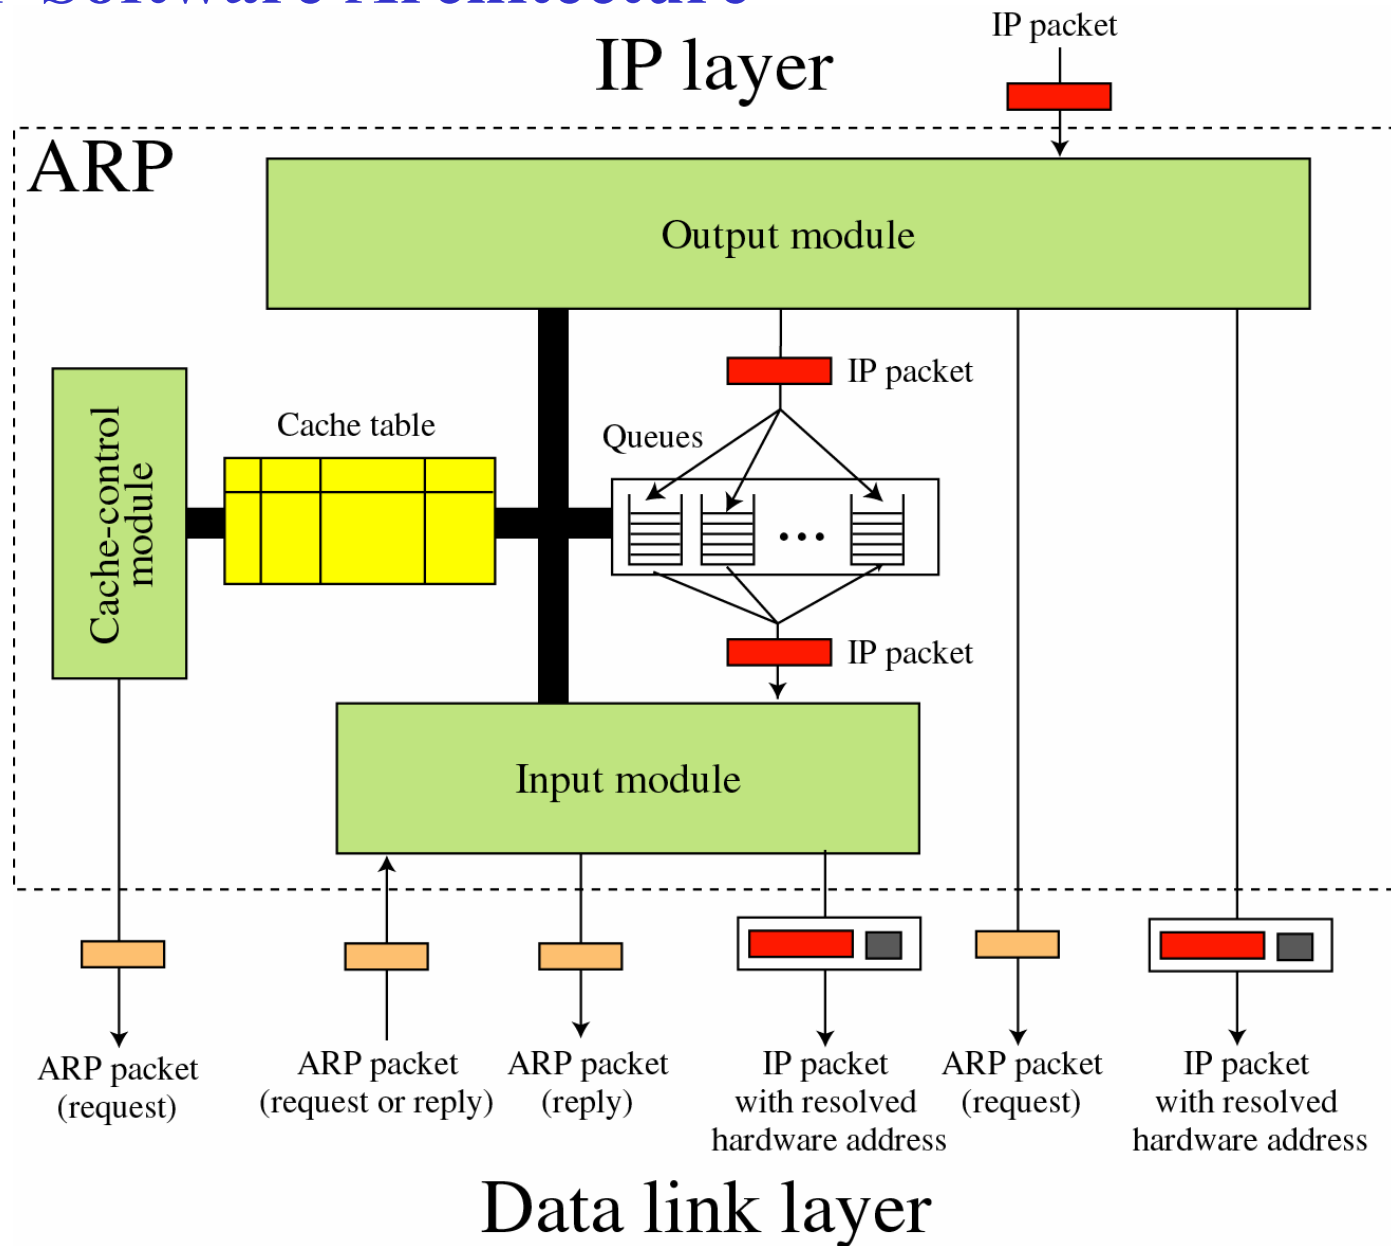 Software Architecture
IP packet
IP layer
ARP
Output module
IP packet
Cache table
Queues
Cache-control
module
...
IP packet
Input module
ARP packet
(request)
ARP packet
(request or reply)
ARP packet
(reply)
IP packet
with resolved
hardware address
ARP packet
(request)
IP packet
with resolved
hardware address
Data link layer